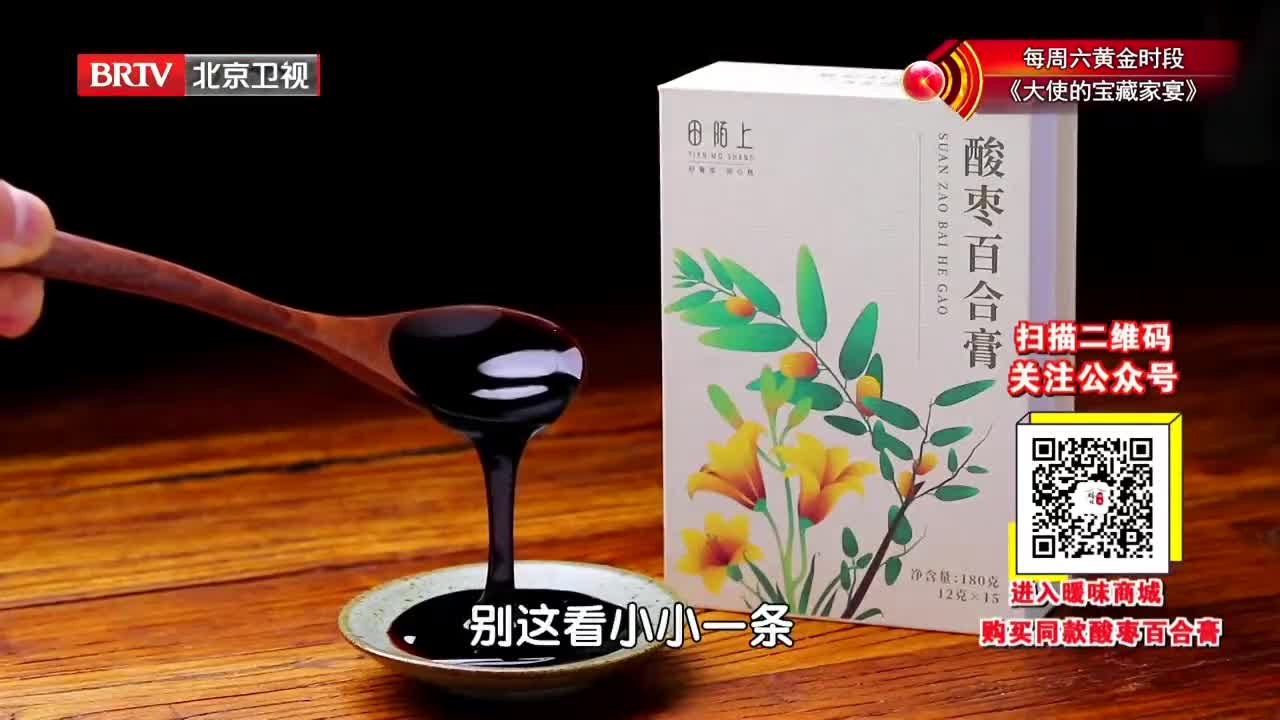 BRTV 北京卫视
每周六黄金时段
《大使的宝藏家宴》
田陌上
TIAN MO SHANG
酸枣百合膏
SUAN ZAO BAI HE GAO
净含量:180克
12克×15
扫描二维码
关注公众号
进入暖味商城
购买同款酸枣百合膏
别这看小小一条